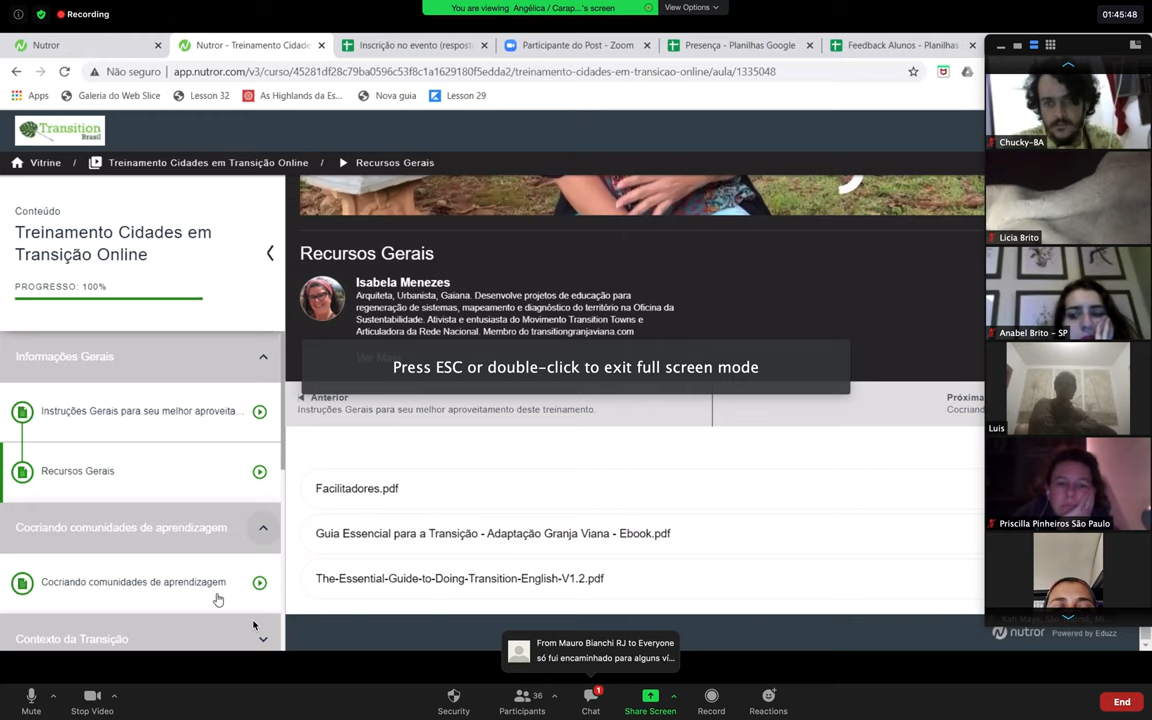 Recording
You are viewing Angélica / Carap...'s screen
View Options
01:45:48
Nutror
Nutror - Treinamento Cidade
Inscrição no evento (respost
Participante do Post - Zoom
Presença - Planilhas Google
Feedback Alunos - Planilhas
Não seguro
app.nutror.com/v3/curso/45281df28c79ba0596c53f8c1a1629180f5edda2/treinamento-cidades-em-transicao-online/aula/1335048
Apps
Galeria do Web Slice
Lesson 32
As Highlands da Es...
Nova guia
Lesson 29
Transition
Brasil
Vitrine / Treinamento Cidades em Transição Online / Recursos Gerais
Conteúdo
Treinamento Cidades em
Transição Online
PROGRESSO: 100%
Informações Gerais
Instruções Gerais para seu melhor aproveita...
Recursos Gerais
Cocriando comunidades de aprendizagem
Cocriando comunidades de aprendizagem
Contexto da Transição
Recursos Gerais
Isabela Menezes
Arquiteta, Urbanista, Gaiana. Desenvolve projetos de educação para
regeneração de sistemas, mapeamento e diagnóstico do território na Oficina da
Sustentabilidade. Ativista e entusiasta do Movimento Transition Towns e
Articuladora da Rede Nacional. Membro do transitiongranjaviana.com
Ver Mais
Press ESC or double-click to exit full screen mode
Anterior
Instruções Gerais para seu melhor aproveitamento deste treinamento.
Próxima
Cocriand
Facilitadores.pdf
Guia Essencial para a Transição - Adaptação Granja Viana - Ebook.pdf
The-Essential-Guide-to-Doing-Transition-English-V1.2.pdf
nutror Powered by Eduzz
Chucky-BA
Licia Brito
Anabel Brito - SP
Luis
Priscilla Pinheiros São Paulo
From Mauro Bianchi RJ to Everyone
só fui encaminhado para alguns ví...
Mute
Stop Video
Security
36
Participants
1
Chat
Share Screen
Record
Reactions
End